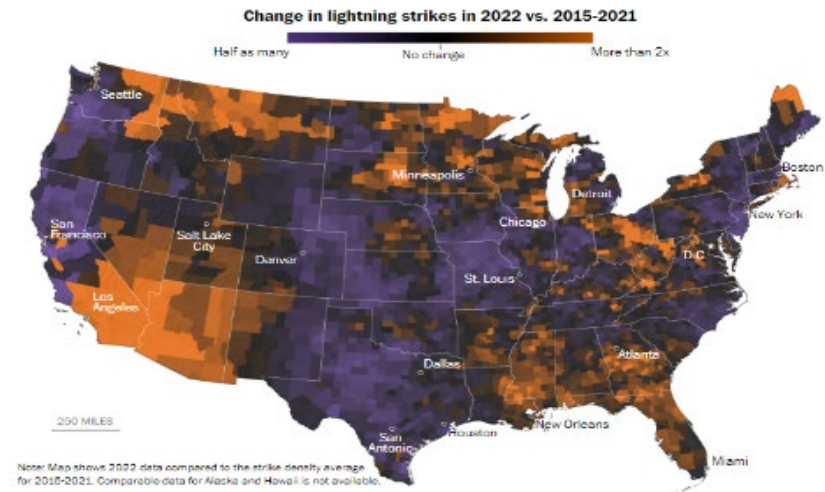 Change in lightning strikes in 2022 vs. 2015-2021
Half as many
No change
More than 2x
Seattle
Minneapolis
Boston
Detroit
New York
San
Francisco
Salt Lake
City
Chicago
Denver
D.C.
St. Louis
Los
Angeles
Atlanta
Dallas
250 MILES
New Orleans
San
Antonio
Houston
Miami
Note: Map shows 2022 data compared to the strike density average
for 2015-2021. Comparable data for Alaska and Hawaii is not available.